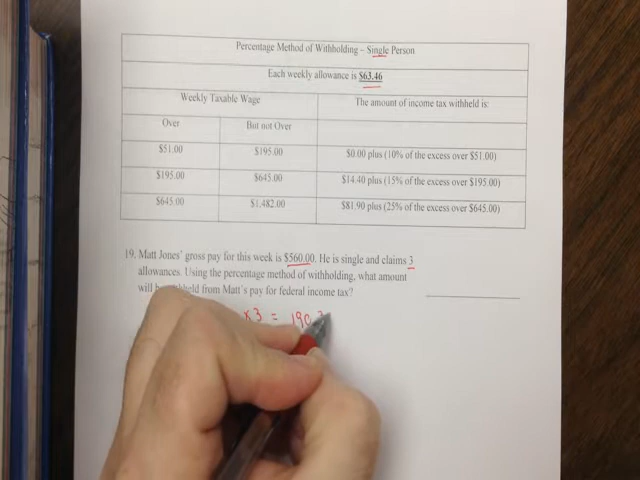 Percentage Method of Withholding – Single Person
Each weekly allowance is $63.46
Weekly Taxable Wage The amount of income tax withheld is:
Over But not Over
$51.00 $195.00 $0.00 plus (10% of the excess over $51.00)
$195.00 $645.00 $14.40 plus (15% of the excess over $195.00)
$645.00 $1,482.00 $81.90 plus (25% of the excess over $645.00)
19. Matt Jones' gross pay for this week is $560.00. He is single and claims 3
allowances. Using the percentage method of withholding, what amount
will from Matt's pay for federal income tax?
x 3 = 190.